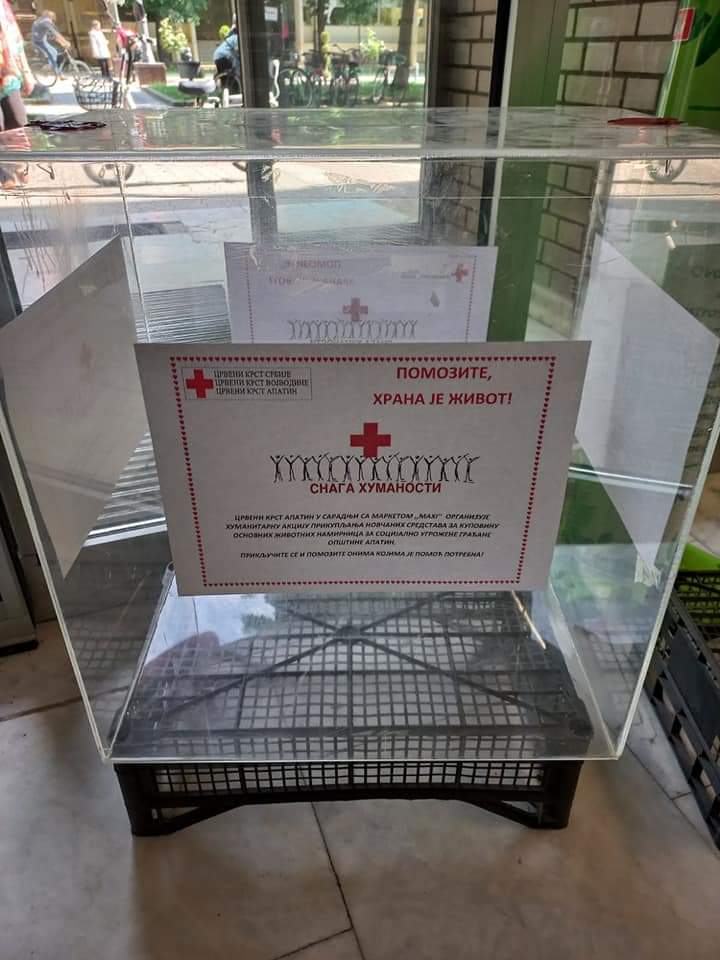 ЦРВЕНИ КРСТ СРБИЈЕ
ЦРВЕНИ КРСТ ВОЈВОДИНЕ
ЦРВЕНИ КРСТ АПАТИН
ПОМОЗИТЕ,
ХРАНА ЈЕ ЖИВОТ!
СНАГА ХУМАНОСТИ
ЦРВЕНИ КРСТ АПАТИН У САРАДЊИ СА МАРКЕТОМ „MAXI" ОРГАНИЗУЈЕ
ХУМАНИТАРНУ АКЦИЈУ ПРИКУПЉАЊА НОВЧАНИХ СРЕДСТАВА ЗА КУПОВИНУ
ОСНОВНИХ ЖИВОТНИХ НАМИРНИЦА ЗА СОЦИЈАЛНО УГРОЖЕНЕ ГРАЂАНЕ
ОПШТИНЕ АПАТИН.
ПРИКЉУЧИТЕ СЕ И ПОМОЗИТЕ ОНИМА КОЈИМА ЈЕ ПОМОЋ ПОТРЕБНА!